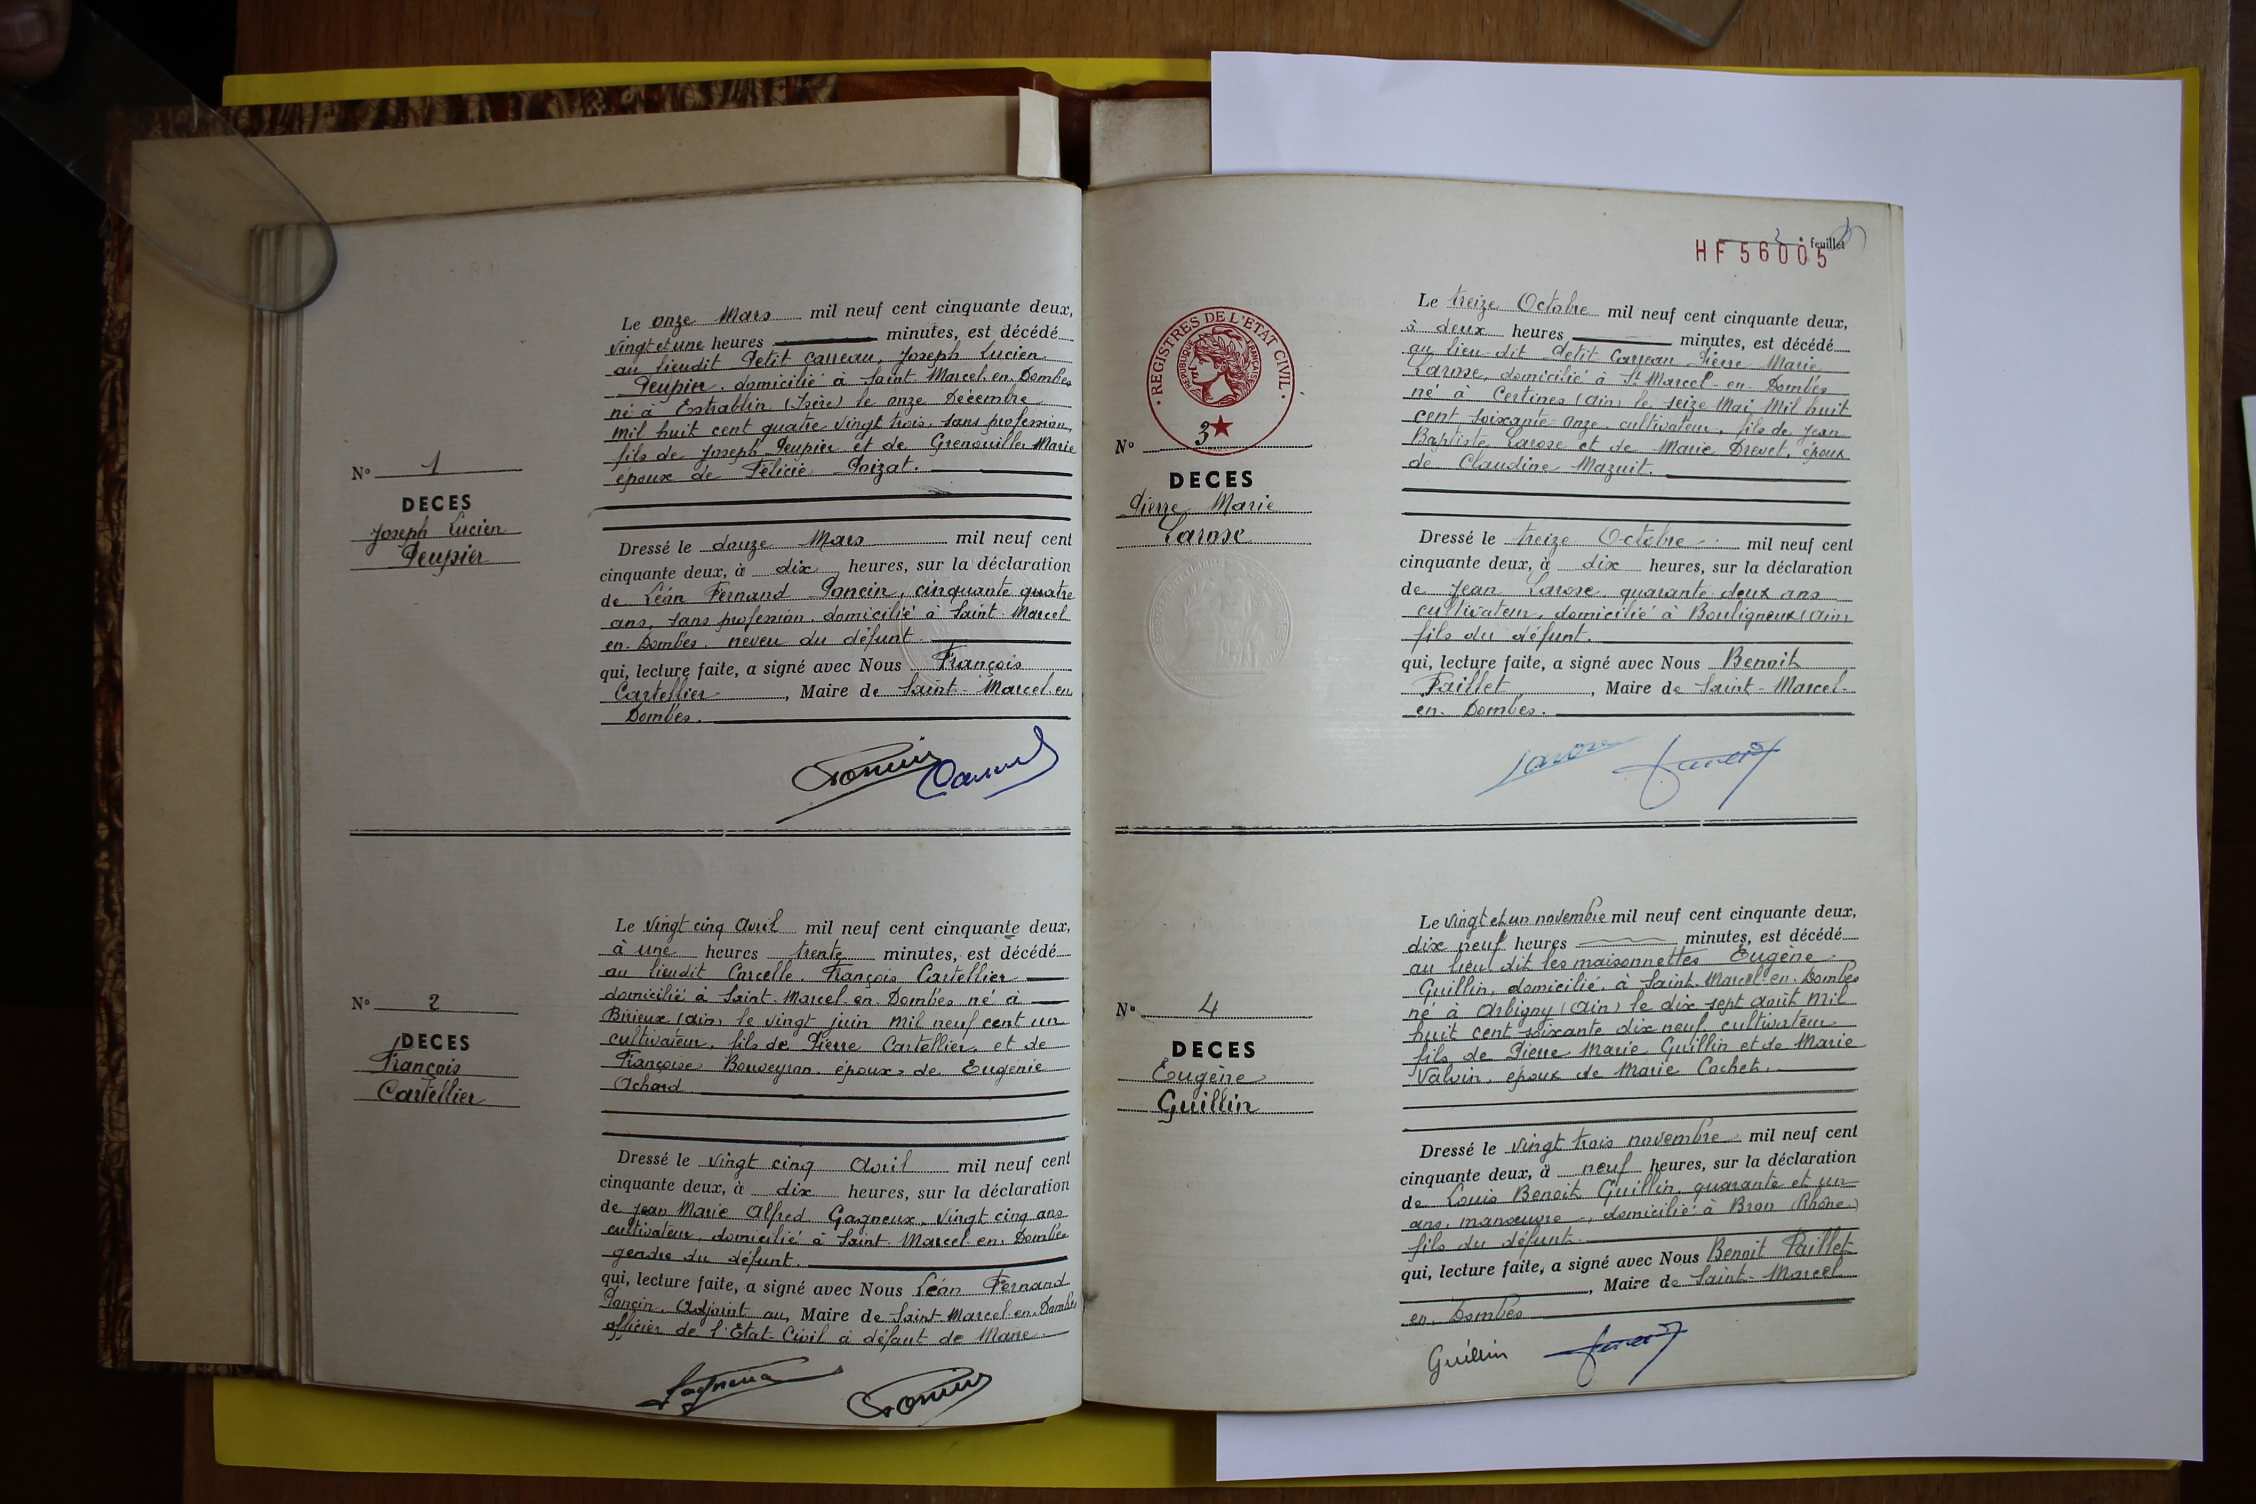 Le onze Mars mil neuf cent cinquante deux,
vingt et une heures minutes, est décédé
au lieudit Petit Carreau, Joseph Lucien
Peupier, domicilié à Saint-Marcel-en-Dombes
né à Estrablin (Isère) le onze Décembre
mil huit cent quatre vingt trois, sans profession,
fils de Joseph Peupier et de Grenouiller Marie
époux de Félicie Poizat.
N° 1
DECES
Joseph Lucien
Peupier
Dressé le douze Mars mil neuf cent
cinquante deux, à dix heures, sur la déclaration
de Léon Fernand Poncin, cinquante quatre
ans, sans profession, domicilié à Saint-Marcel
en-Dombes, neveu du défunt.
qui, lecture faite, a signé avec Nous François
Cartellier, Maire de Saint-Marcel-en
Dombes.
Le vingt cinq Avril mil neuf cent cinquante deux,
à une heures trente minutes, est décédé
au lieudit Carcelle, François Cartellier
domicilié à Saint-Marcel-en-Dombes né à
Birieux (Ain) le vingt juin mil neuf cent un
cultivateur, fils de Pierre Cartellier, et de
Françoise Bouveyron, époux de Eugénie
Achard
N° 2
DECES
François
Cartellier
Dressé le vingt cinq Avril mil neuf cent
cinquante deux, à dix heures, sur la déclaration
de Jean Marie Alfred Gagneux, vingt cinq ans
cultivateur, domicilié à Saint-Marcel-en-Dombes
gendre du défunt.
qui, lecture faite, a signé avec Nous Léon Fernand
Poncin, Adjoint au, Maire de Saint-Marcel-en-Dombes
officier de l'Etat-Civil à défaut de Maire.
2e feuillet
HF 56005
REGISTRES DE L'ETAT CIVIL
REPUBLIQUE FRANÇAISE
Le treize Octobre mil neuf cent cinquante deux,
à deux heures minutes, est décédé
au lieu-dit Petit Carreau Pierre Marie
Larose, domicilié à St Marcel-en-Dombes
né à Certines (Ain) le seize Mai mil huit
cent soixante-onze, cultivateur, fils de Jean
Baptiste Larose et de Marie Drevet, époux
de Claudine Mazuit.
N° 3
DECES
Pierre Marie
Larose
Dressé le treize Octobre mil neuf cent
cinquante deux, à dix heures, sur la déclaration
de Jean Larose, quarante deux ans
cultivateur, domicilié à Bouligneux (Ain)
fils du défunt.
qui, lecture faite, a signé avec Nous Benoit
Paillet, Maire de Saint-Marcel-
en-Dombes.
Larose
Le vingt et un novembre mil neuf cent cinquante deux,
dix neuf heures minutes, est décédé
au lieu dit les maisonnettes Eugène
Guillin, domicilié à Saint-Marcel-en-Dombes
né à Arbigny (Ain) le dix sept août mil
huit cent soixante dix neuf, cultivateur
fils de Pierre Marie Guillin et de Marie
Valvin, époux de Marie Cochet.
N° 4
DECES
Eugène
Guillin
Dressé le vingt trois novembre mil neuf cent
cinquante deux, à neuf heures, sur la déclaration
de Louis Benoit Guillin, quarante et un
ans, manoeuvre, domicilié à Bron (Rhône)
fils du défunt.
qui, lecture faite, a signé avec Nous Benoit Paillet
, Maire de Saint-Marcel
en-Dombes
Guillin